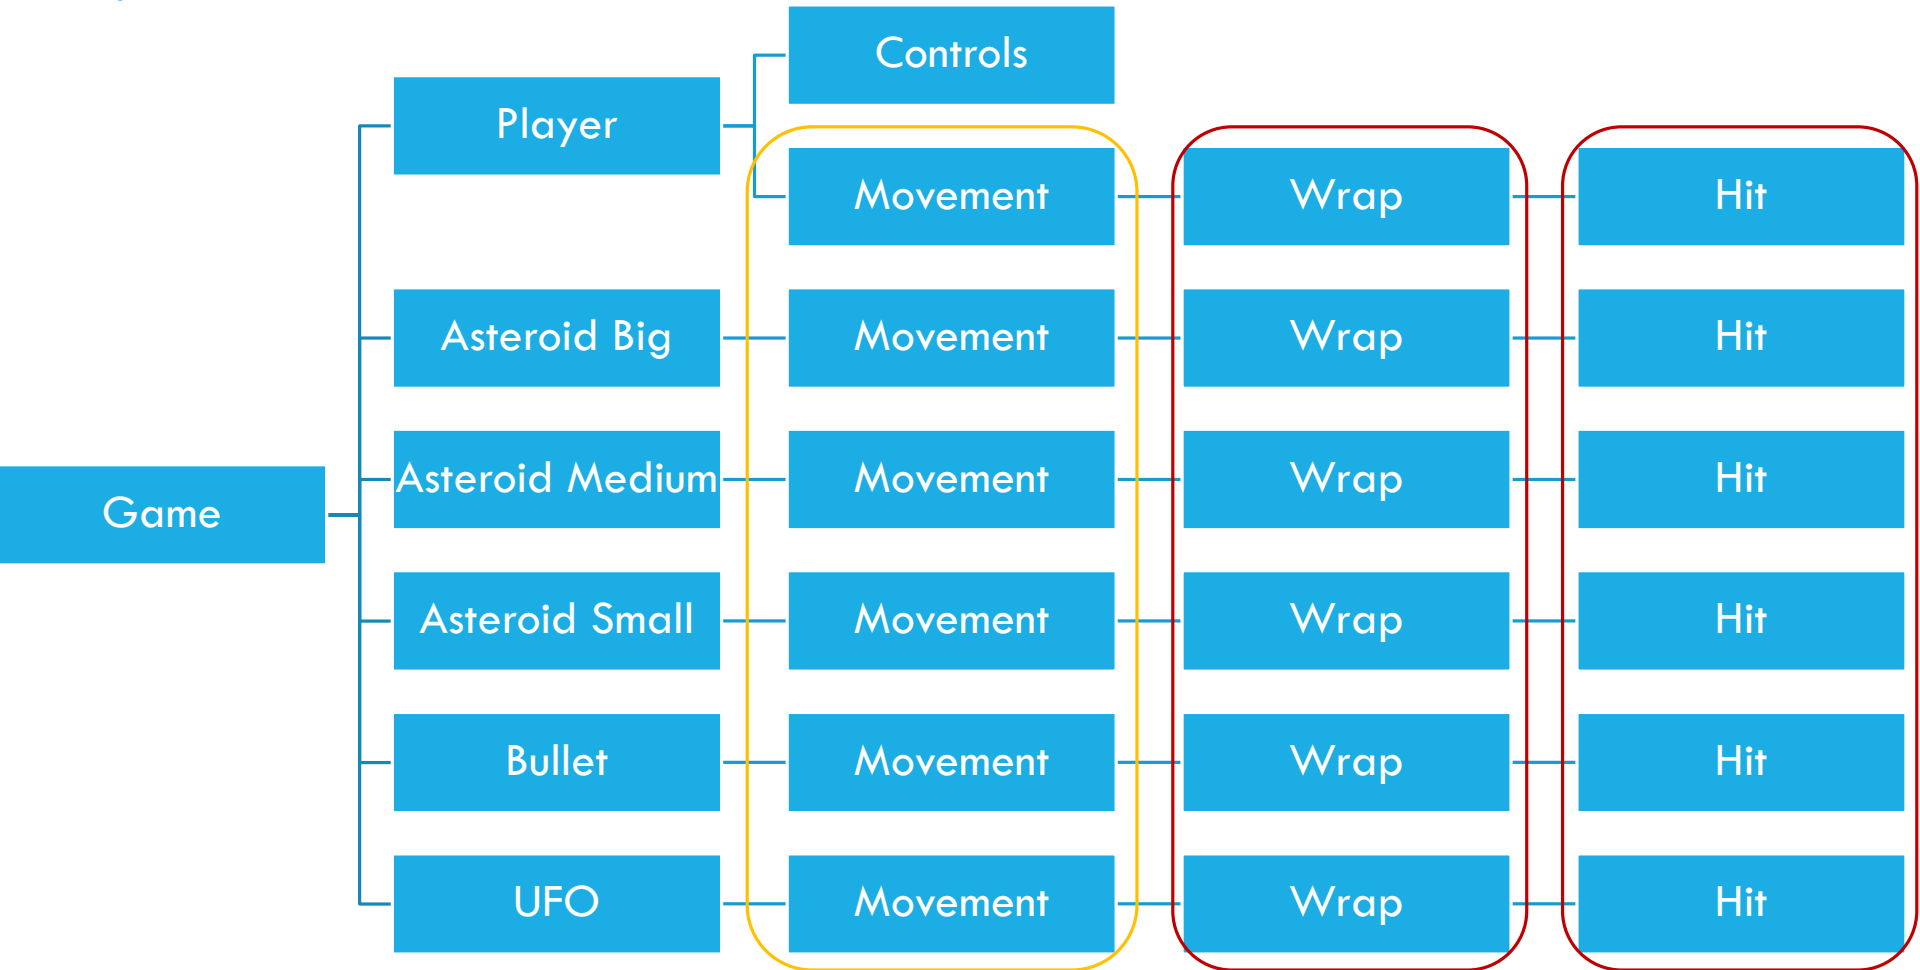 Controls
Player
Movement
Wrap
Hit
Asteroid Big
Movement
Wrap
Hit
Asteroid Medium
Movement
Wrap
Hit
Game
Asteroid Small
Movement
Wrap
Hit
Bullet
Movement
Wrap
Hit
UFO
Movement
Wrap
Hit